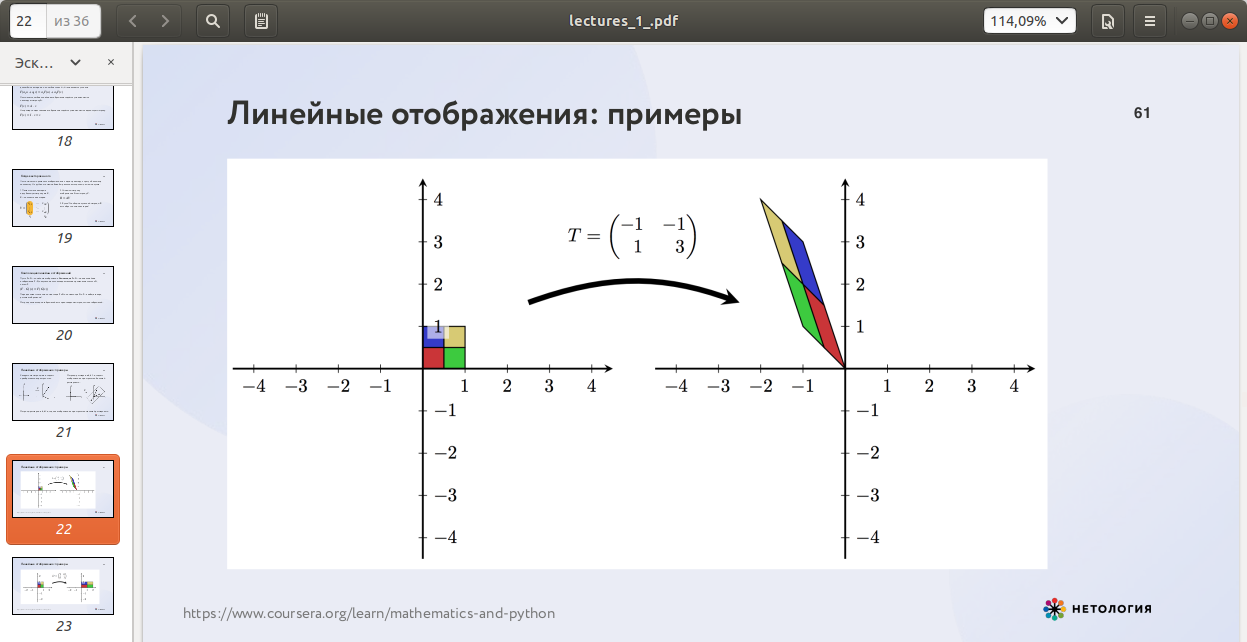 22 из 36
lectures_1_.pdf
114,09%
Эск...
18
19
20
21
22
23
Линейные отображения: примеры
61
T = (−1 −1
1 3)
4
3
2
1
−4 −3 −2 −1 1 2 3 4
−1
−2
−3
−4
4
3
2
1
−4 −3 −2 −1 1 2 3 4
−1
−2
−3
−4
https://www.coursera.org/learn/mathematics-and-python
НЕТОЛОГИЯ